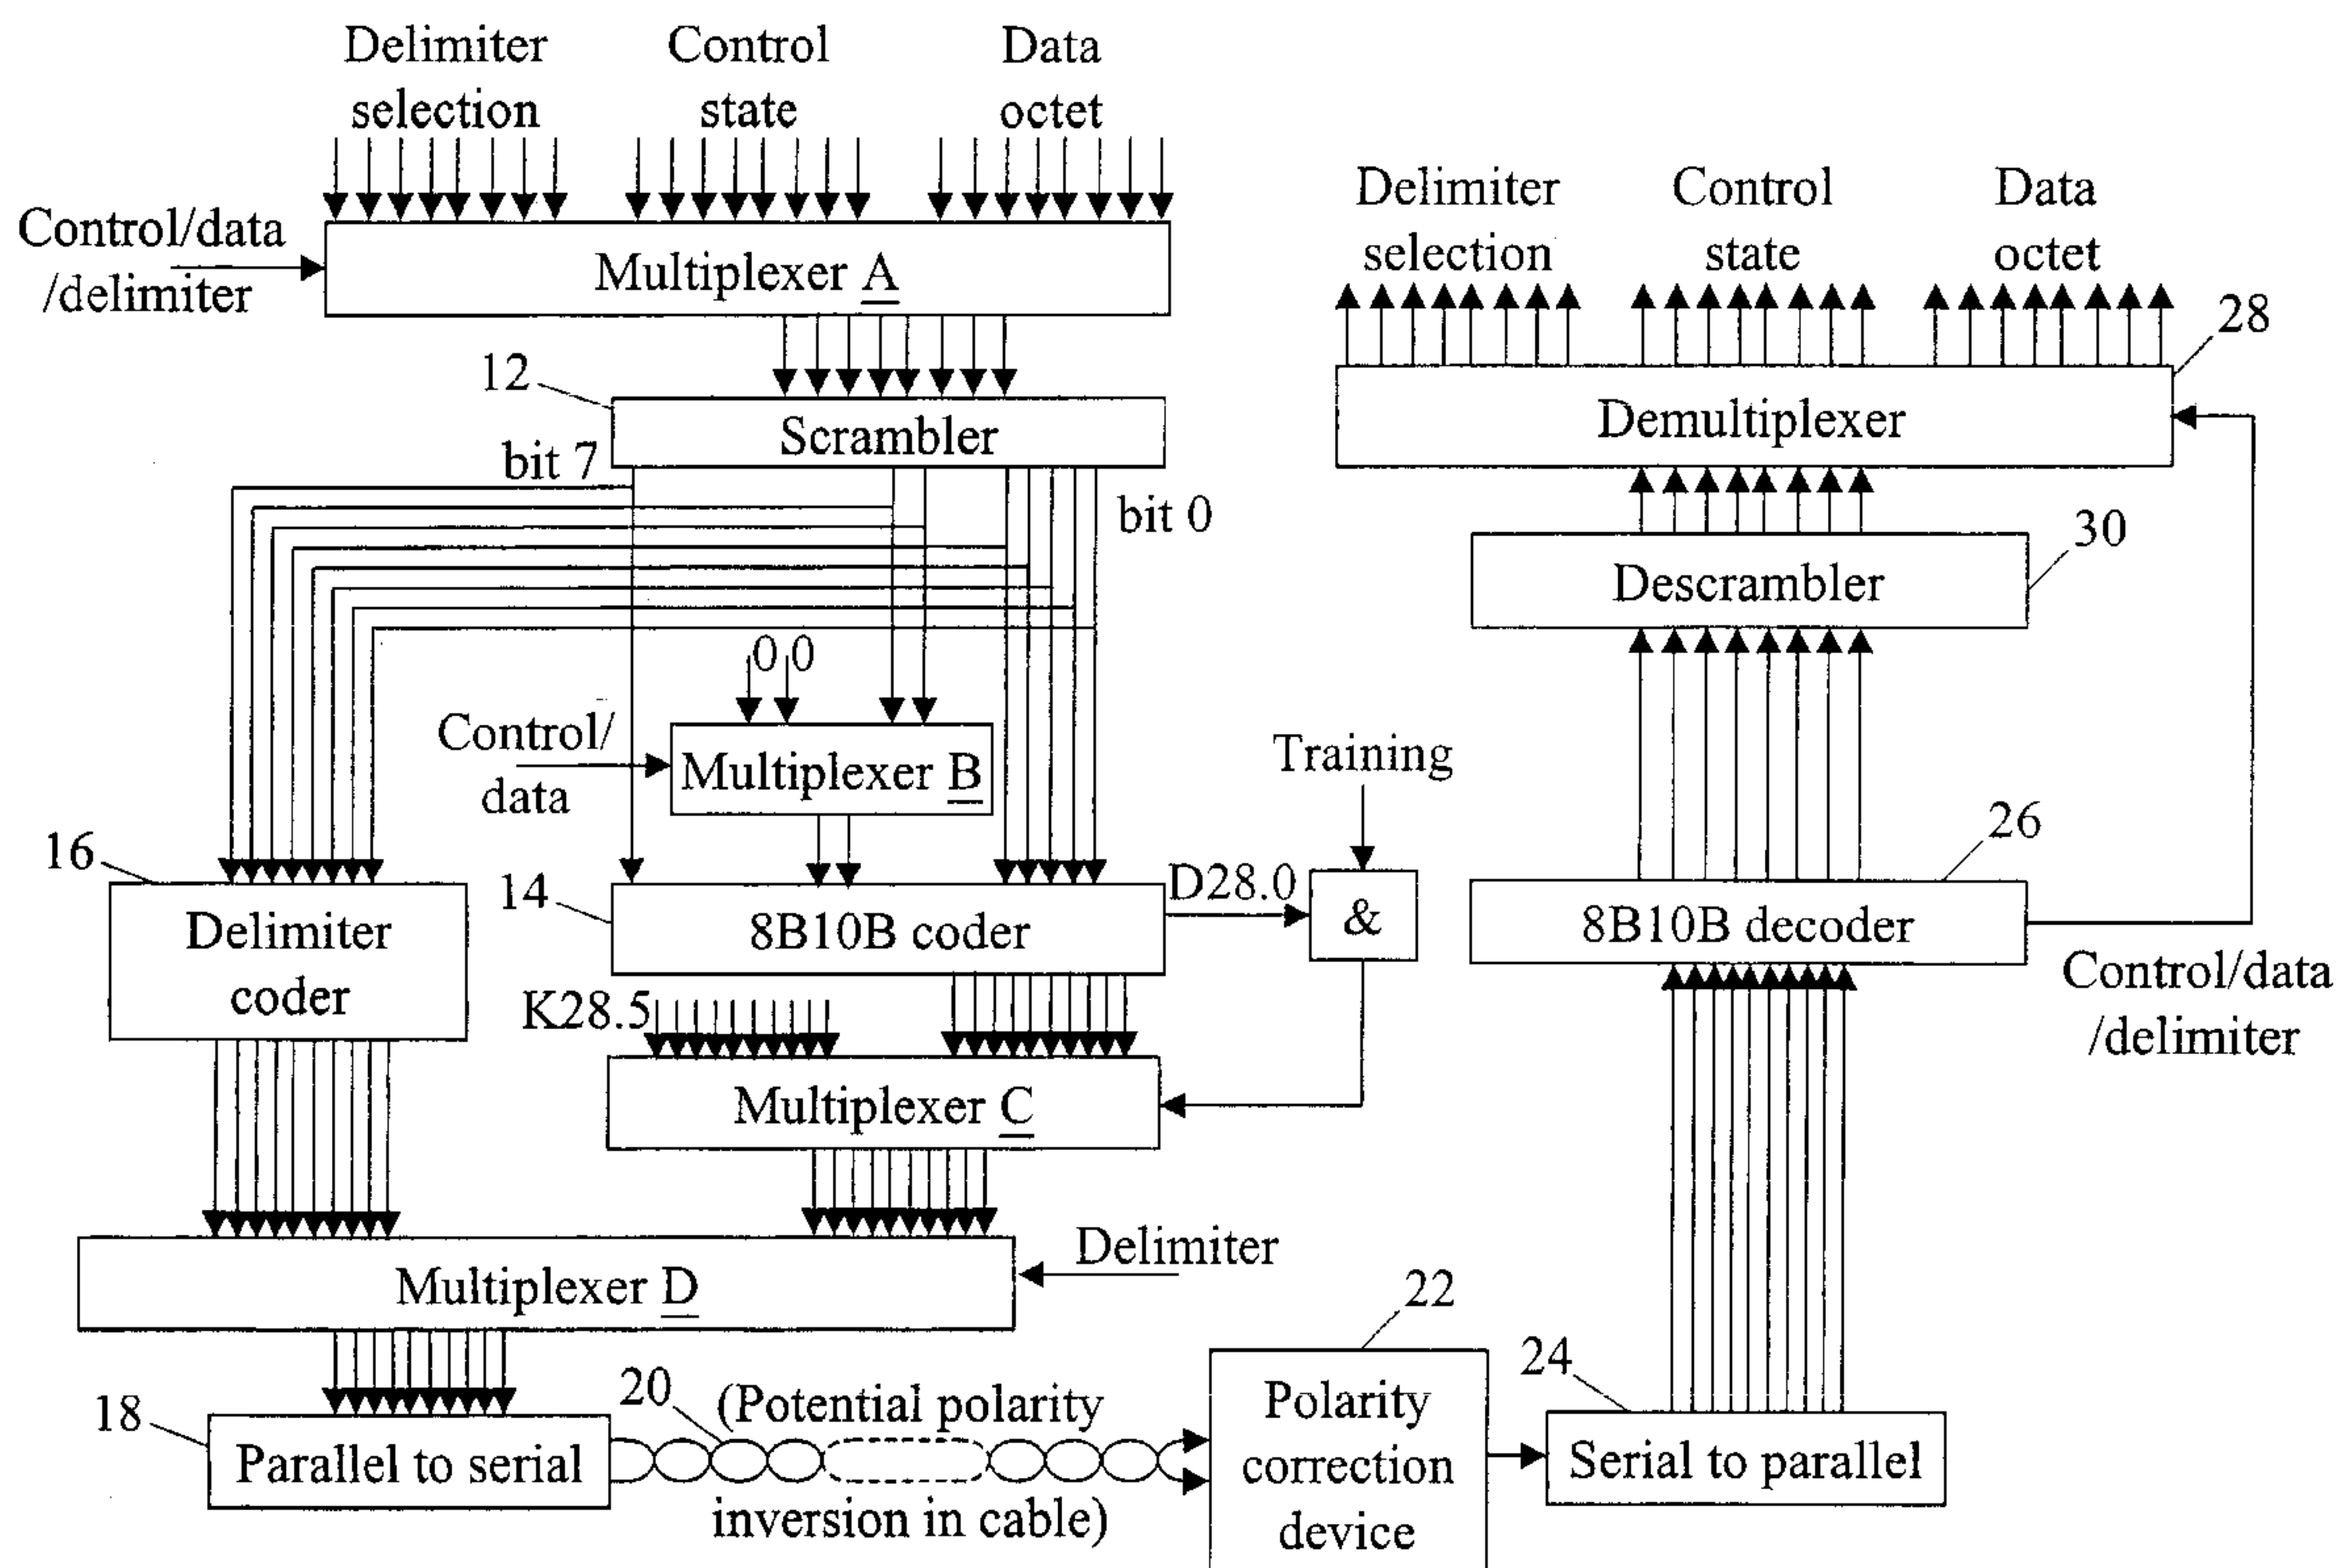 Delimiter
selection
Control
state
Data
octet
Control/data
/delimiter
Multiplexer A
12
Scrambler
bit 7
bit 0
0 0
Control/
data
Multiplexer B
16
Delimiter
coder
14
8B10B coder
D28.0
Training
&
K28.5
Multiplexer C
Multiplexer D
Delimiter
18
Parallel to serial
20
(Potential polarity
inversion in cable)
22
Polarity
correction
device
24
Serial to parallel
Delimiter
selection
Control
state
Data
octet
28
Demultiplexer
30
Descrambler
26
8B10B decoder
Control/data
/delimiter